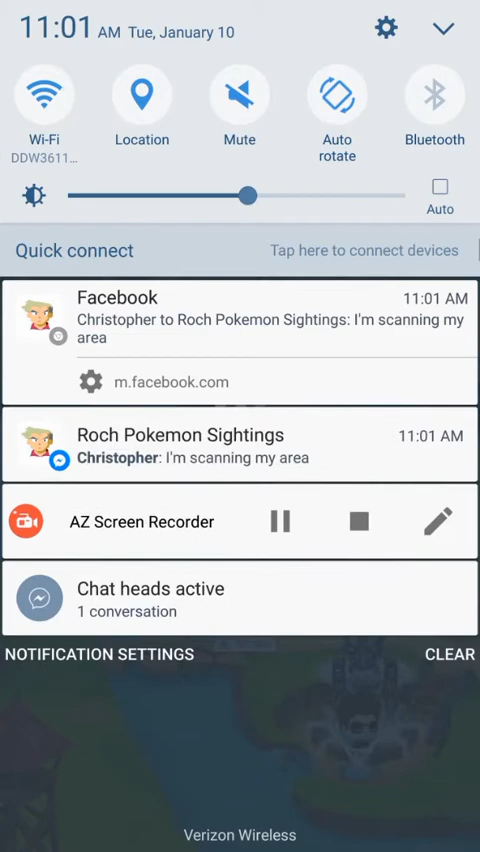 11:01 AM Tue, January 10
Wi-Fi
DDW3611...
Location
Mute
Auto
rotate
Bluetooth
Auto
Quick connect
Tap here to connect devices
Facebook
11:01 AM
Christopher to Roch Pokemon Sightings: I'm scanning my
area
m.facebook.com
Roch Pokemon Sightings
11:01 AM
Christopher: I'm scanning my area
AZ Screen Recorder
Chat heads active
1 conversation
NOTIFICATION SETTINGS
CLEAR
Verizon Wireless